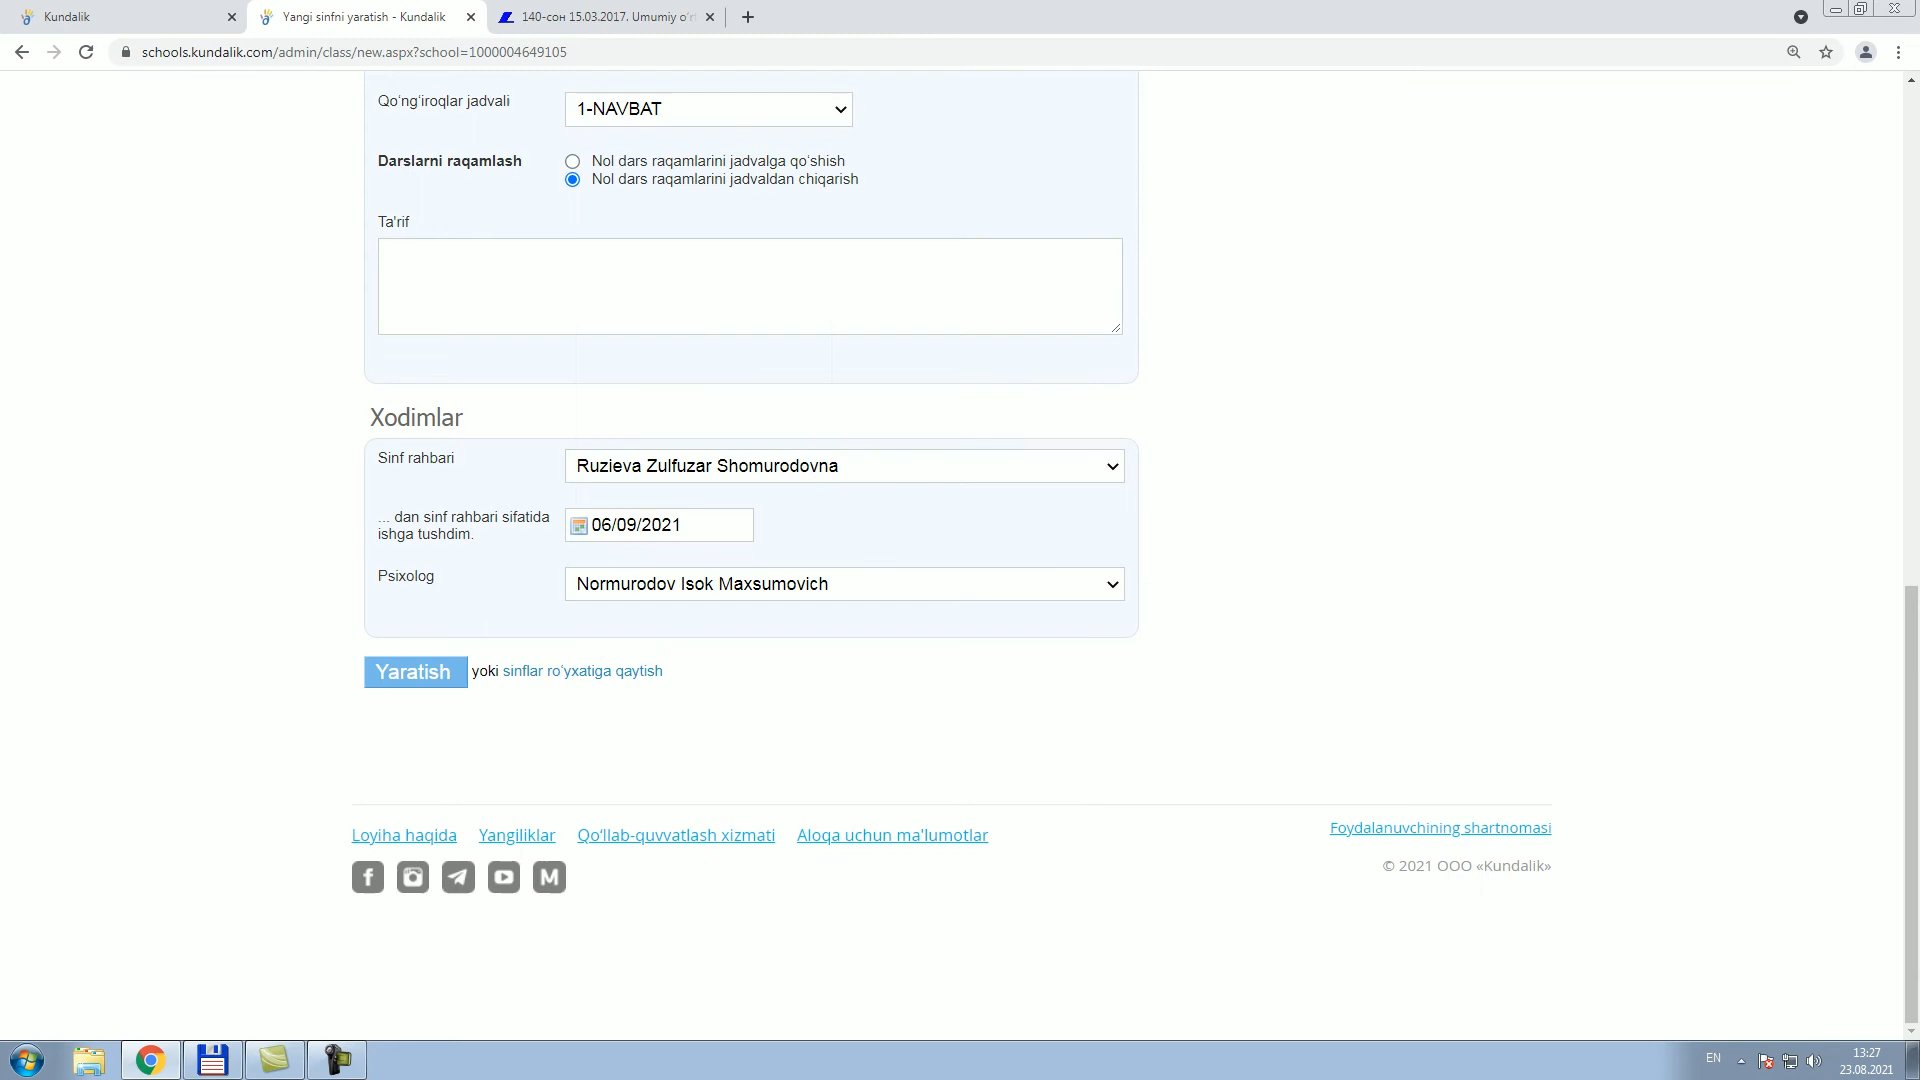 Kundalik
Yangi sinfni yaratish - Kundalik
140-сон 15.03.2017. Umumiy o'r
schools.kundalik.com/admin/class/new.aspx?school=1000004649105
Qo'ng'iroqlar jadvali
1-NAVBAT
Darslarni raqamlash
Nol dars raqamlarini jadvalga qo'shish
Nol dars raqamlarini jadvaldan chiqarish
Ta'rif
Xodimlar
Sinf rahbari
Ruzieva Zulfuzar Shomurodovna
... dan sinf rahbari sifatida
ishga tushdim.
06/09/2021
Psixolog
Normurodov Isok Maxsumovich
Yaratish yoki sinflar ro'yxatiga qaytish
Loyiha haqida Yangiliklar Qo'llab-quvvatlash xizmati Aloqa uchun ma'lumotlar
Foydalanuvchining shartnomasi
© 2021 ООО «Kundalik»
EN
13:27
23.08.2021